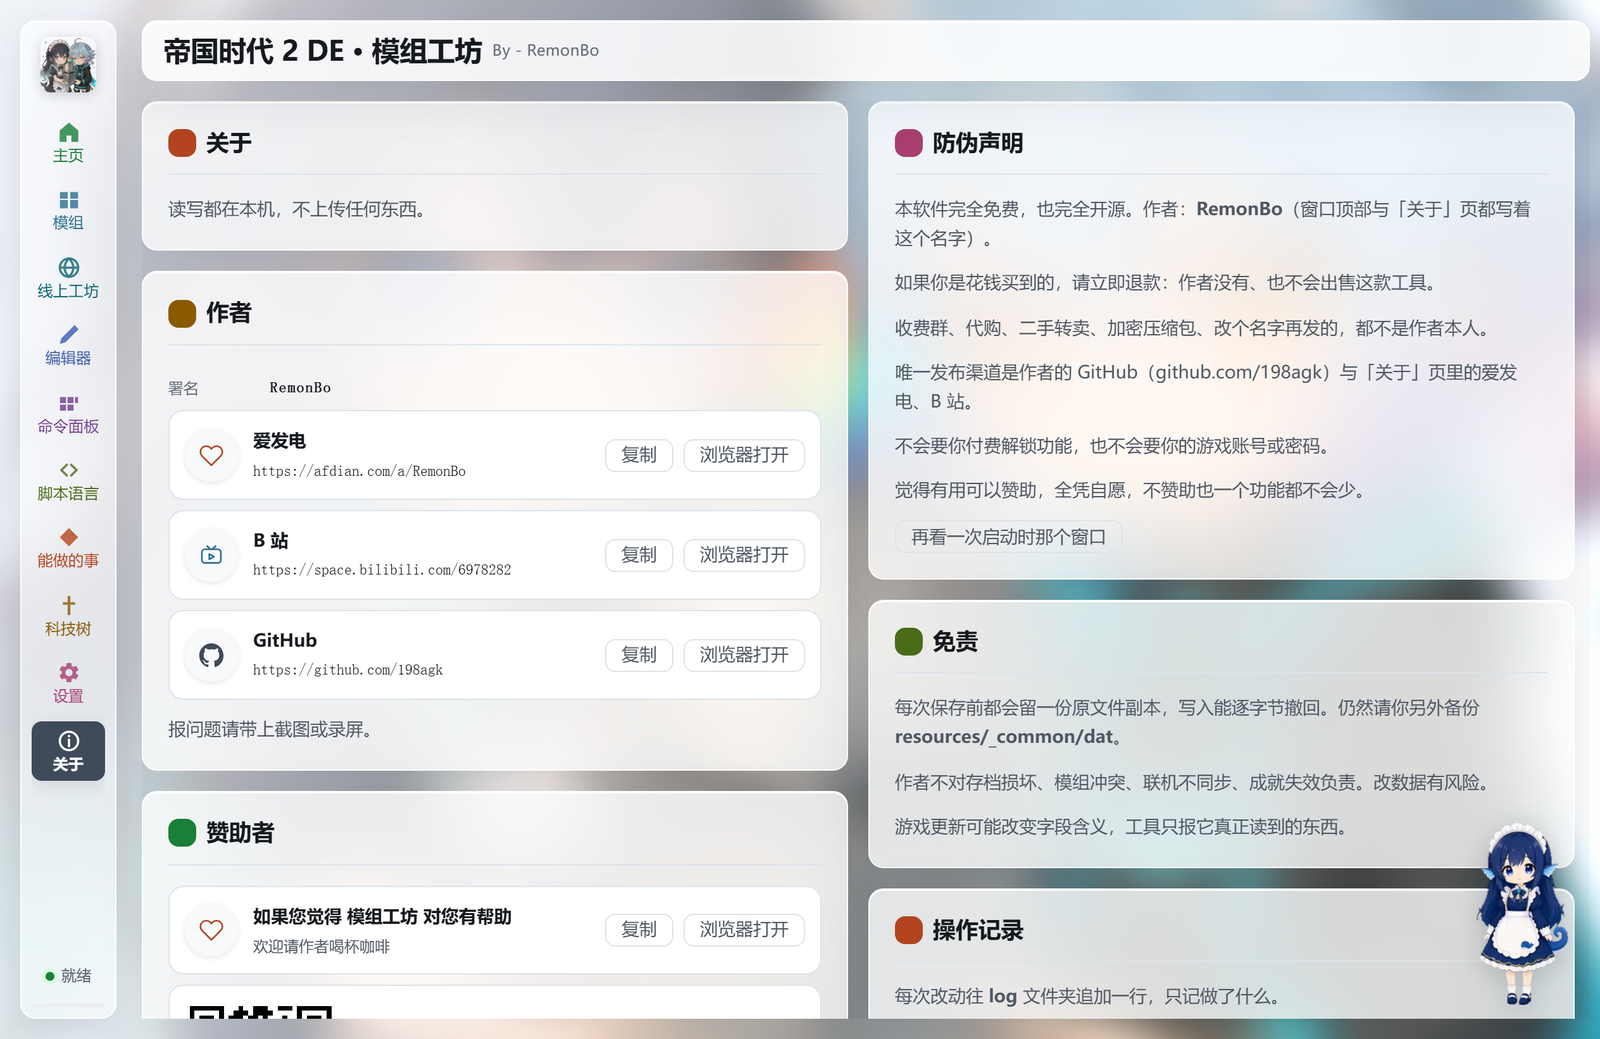 帝国时代 2 DE • 模组工坊 By - RemonBo
主页
模组
线上工坊
编辑器
命令面板
脚本语言
能做的事
科技树
设置
关于
就绪
关于
读写都在本机，不上传任何东西。
作者
署名 RemonBo
爱发电
https://afdian.com/a/RemonBo
复制 浏览器打开
B 站
https://space.bilibili.com/6978282
复制 浏览器打开
GitHub
https://github.com/198agk
复制 浏览器打开
报问题请带上截图或录屏。
赞助者
如果您觉得 模组工坊 对您有帮助
欢迎请作者喝杯咖啡
复制 浏览器打开
防伪声明
本软件完全免费，也完全开源。作者：RemonBo（窗口顶部与「关于」页都写着
这个名字）。
如果你是花钱买到的，请立即退款：作者没有、也不会出售这款工具。
收费群、代购、二手转卖、加密压缩包、改个名字再发的，都不是作者本人。
唯一发布渠道是作者的 GitHub（github.com/198agk）与「关于」页里的爱发
电、B 站。
不会要你付费解锁功能，也不会要你的游戏账号或密码。
觉得有用可以赞助，全凭自愿，不赞助也一个功能都不会少。
再看一次启动时那个窗口
免责
每次保存前都会留一份原文件副本，写入能逐字节撤回。仍然请你另外备份
resources/_common/dat。
作者不对存档损坏、模组冲突、联机不同步、成就失效负责。改数据有风险。
游戏更新可能改变字段含义，工具只报它真正读到的东西。
操作记录
每次改动往 log 文件夹追加一行，只记做了什么。